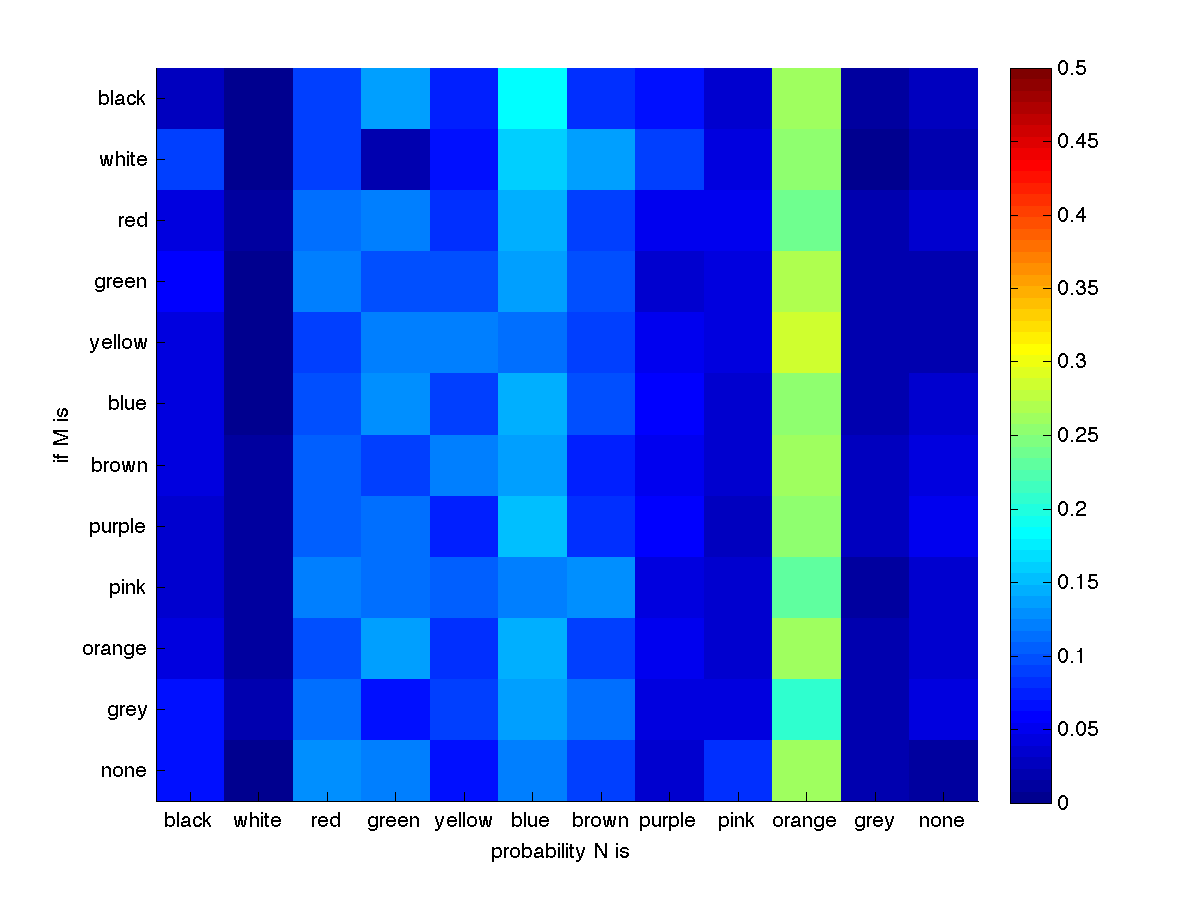 black
white
red
green
yellow
blue
brown
purple
pink
orange
grey
none
if M is
black white red green yellow blue brown purple pink orange grey none
probability N is
0.5
0.45
0.4
0.35
0.3
0.25
0.2
0.15
0.1
0.05
0